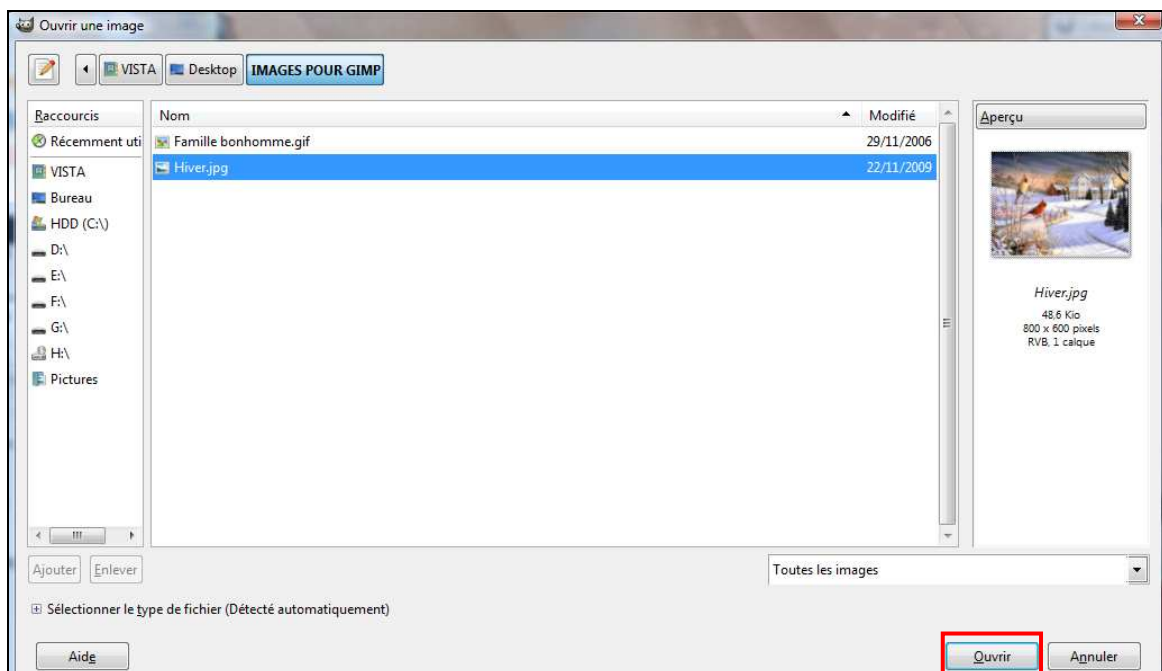 Ouvrir une image
VISTA Desktop IMAGES POUR GIMP
Raccourcis
Récemment uti
VISTA
Bureau
HDD (C:\)
D:\
E:\
F:\
G:\
H:\
Pictures
Nom Modifié
Famille bonhomme.gif 29/11/2006
Hiver.jpg 22/11/2009
Aperçu
Hiver.jpg
48,6 Kio
800 x 600 pixels
RVB, 1 calque
Ajouter Enlever
Toutes les images
Sélectionner le type de fichier (Détecté automatiquement)
Aide Ouvrir Annuler